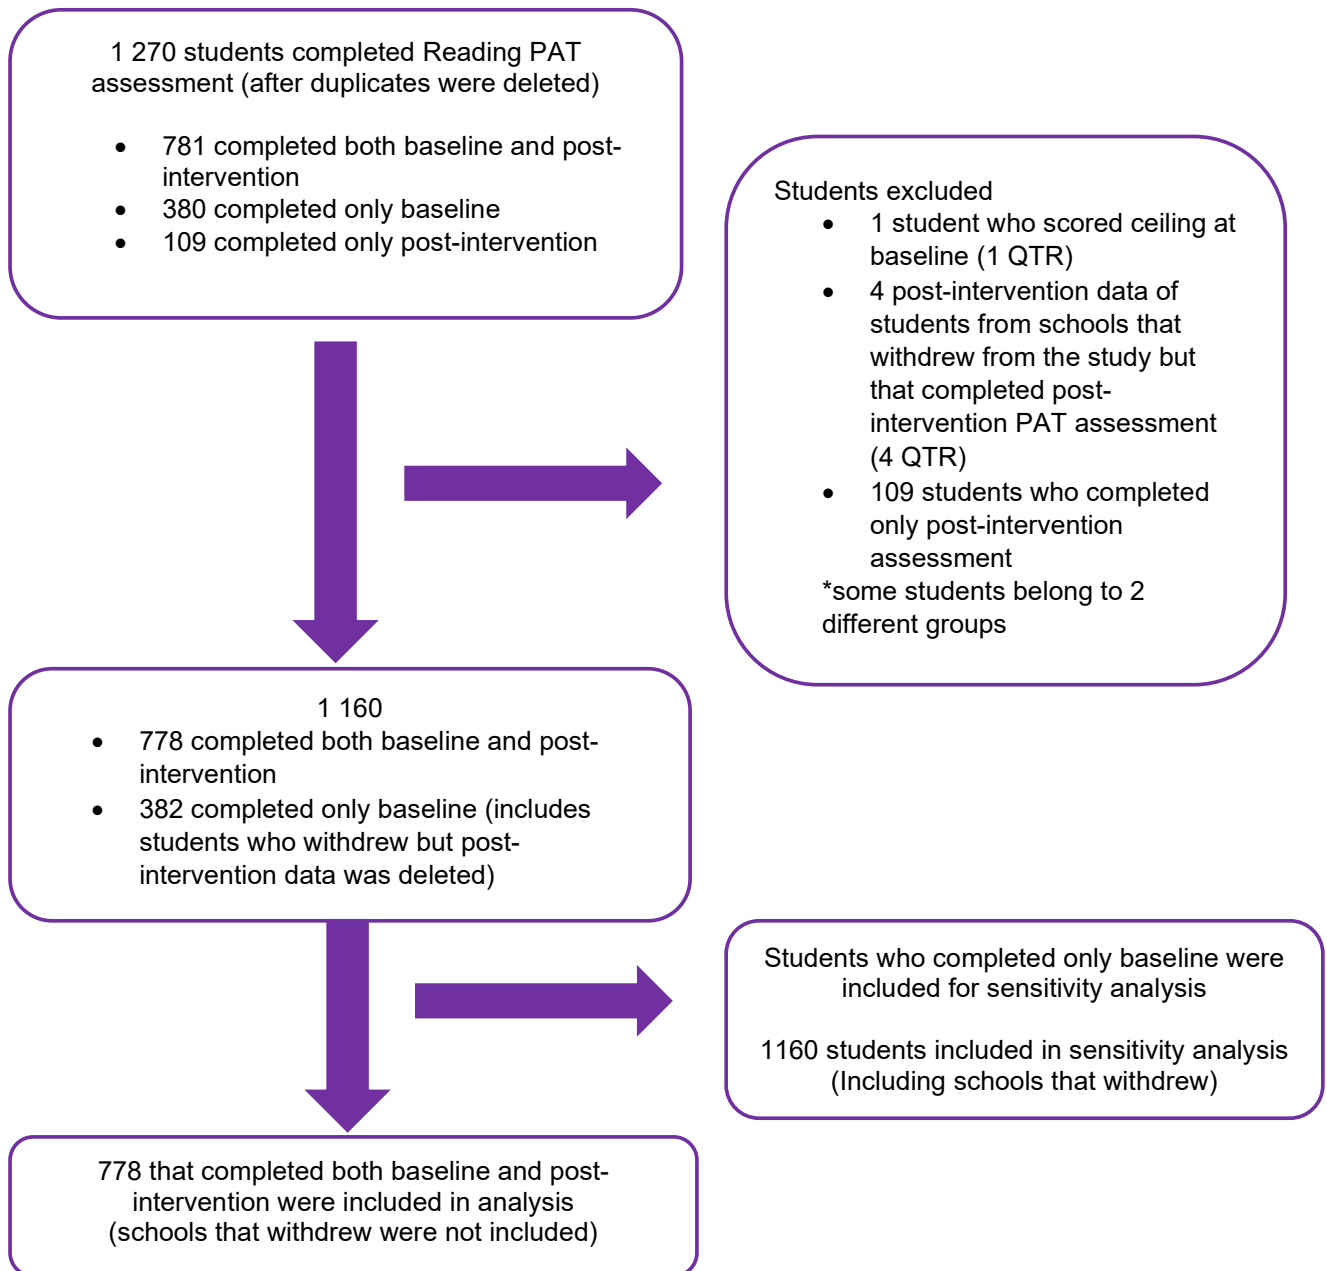 1 270 students completed Reading PAT
assessment (after duplicates were deleted)
• 781 completed both baseline and post-
intervention
• 380 completed only baseline
• 109 completed only post-intervention
Students excluded
• 1 student who scored ceiling at
baseline (1 QTR)
• 4 post-intervention data of
students from schools that
withdrew from the study but
that completed post-
intervention PAT assessment
(4 QTR)
• 109 students who completed
only post-intervention
assessment
*some students belong to 2
different groups
1 160
• 778 completed both baseline and post-
intervention
• 382 completed only baseline (includes
students who withdrew but post-
intervention data was deleted)
Students who completed only baseline were
included for sensitivity analysis
1160 students included in sensitivity analysis
(Including schools that withdrew)
778 that completed both baseline and post-
intervention were included in analysis
(schools that withdrew were not included)